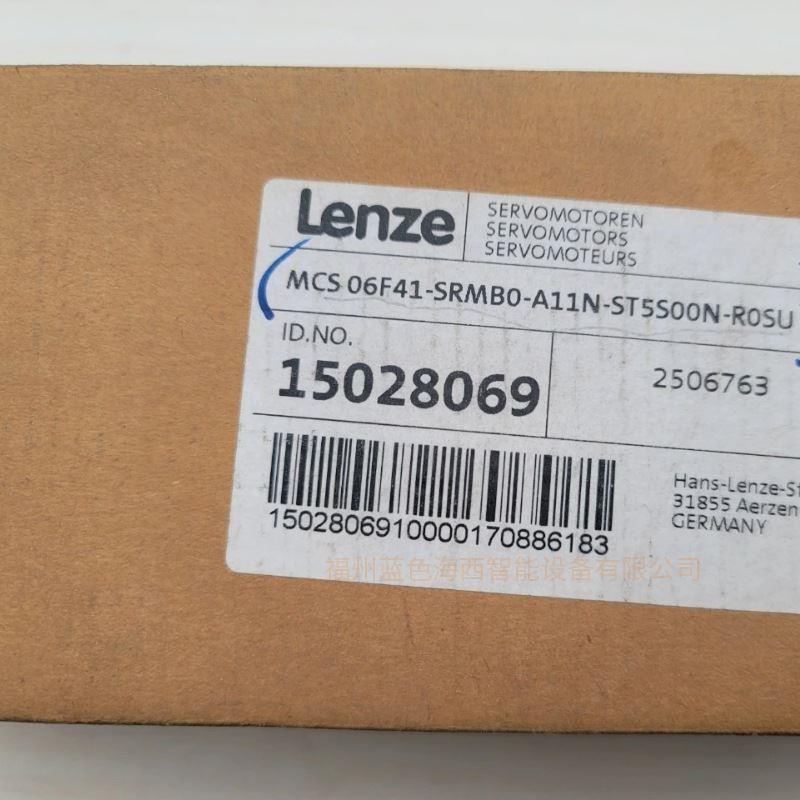 Lenze
SERVOMOTOREN
SERVOMOTORS
SERVOMOTEURS
MCS 06F41-SRMB0-A11N-ST5S00N-R0SU
ID.NO.
15028069
2506763
1502806910000170886183
Hans-Lenze-St
31855 Aerzen
GERMANY
福州蓝色海西智能设备有限公司